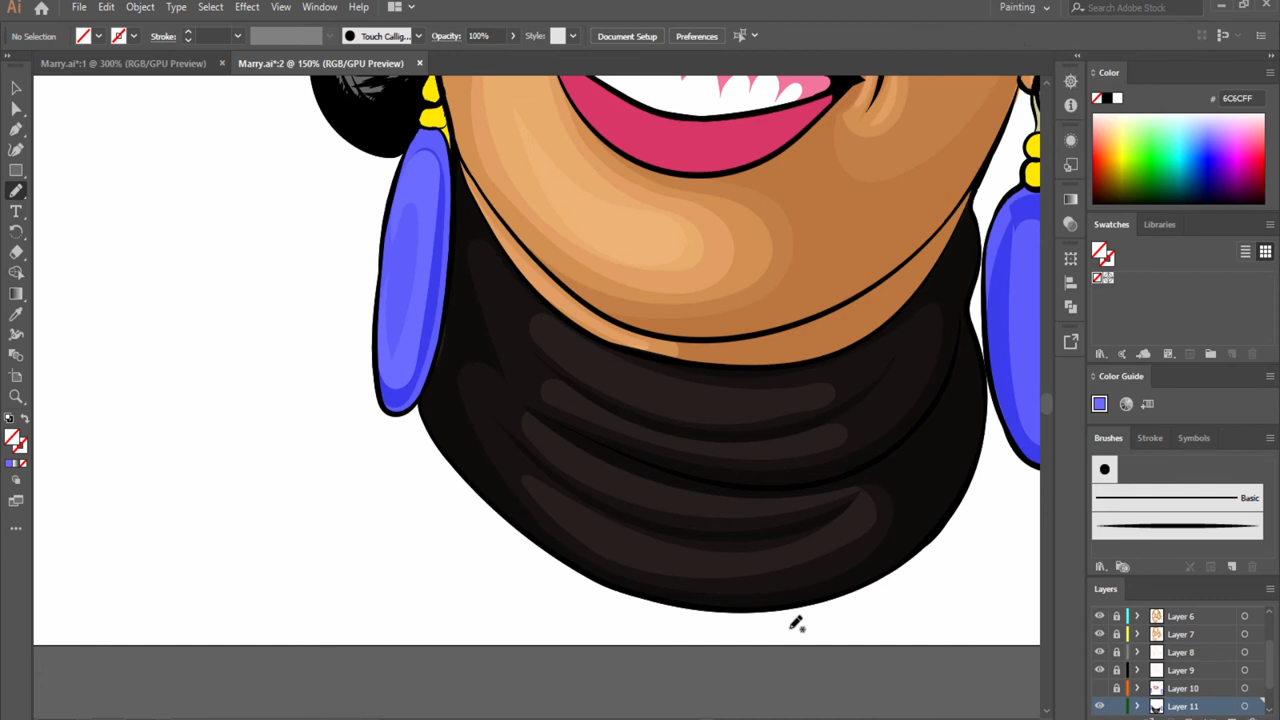 Ai File Edit Object Type Select Effect View Window Help Painting Search Adobe Stock
No Selection Stroke: Touch Callig... Opacity: 100% Style: Document Setup Preferences
Marry.ai*:1 @ 300% (RGB/GPU Preview) × Marry.ai*:2 @ 150% (RGB/GPU Preview) ×
Color
# 6C6CFF
Swatches Libraries
Color Guide
Brushes Stroke Symbols
Basic
Layers
Layer 6
Layer 7
Layer 8
Layer 9
Layer 10
Layer 11